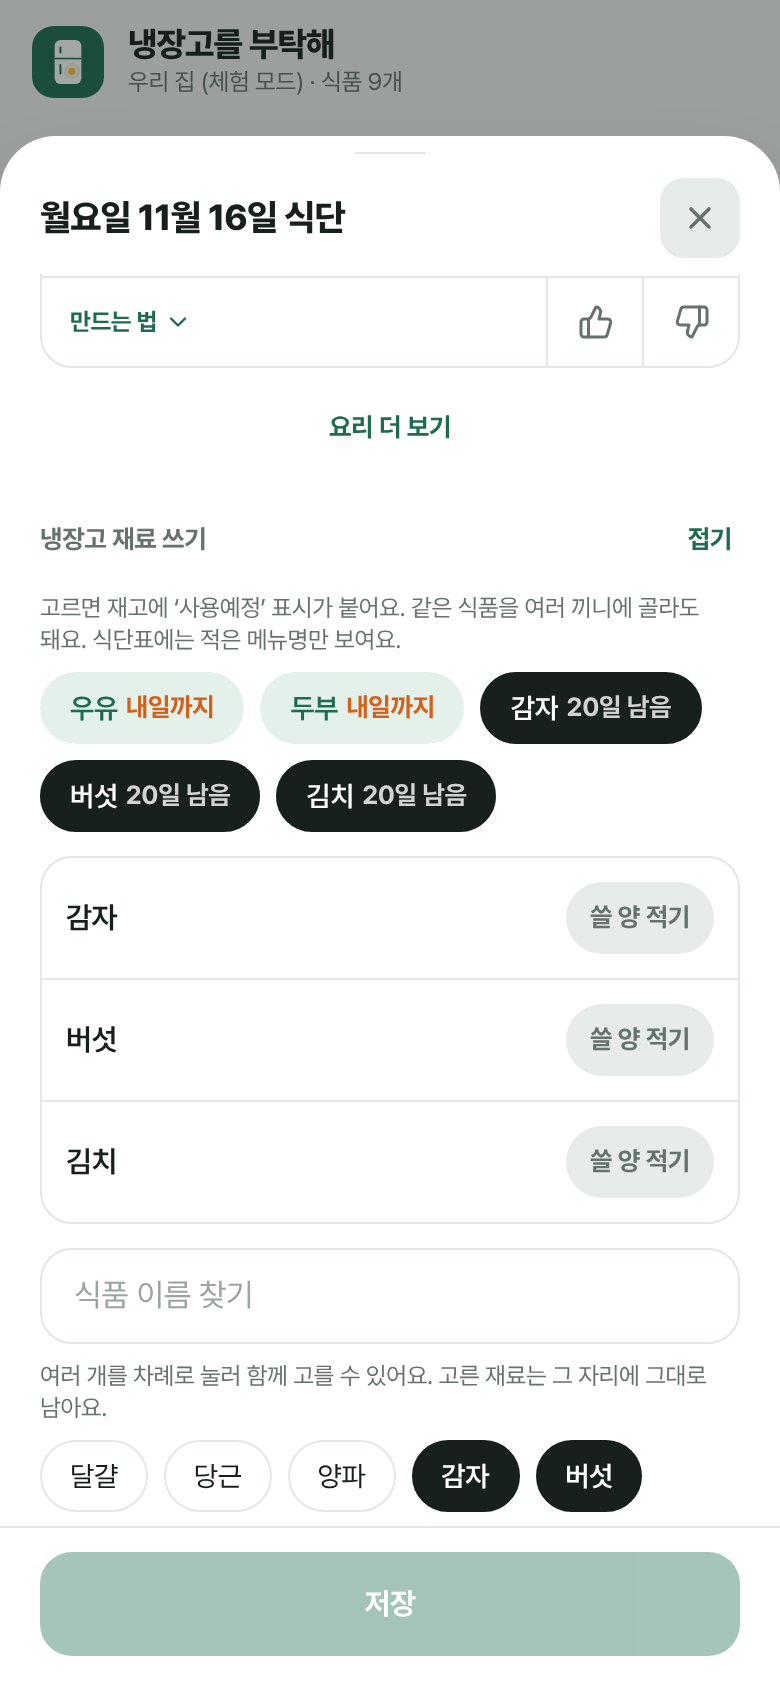 냉장고를 부탁해
우리 집 (체험 모드) · 식품 9개
월요일 11월 16일 식단
만드는 법
요리 더 보기
냉장고 재료 쓰기 접기
고르면 재고에 ‘사용예정’ 표시가 붙어요. 같은 식품을 여러 끼니에 골라도
돼요. 식단표에는 적은 메뉴명만 보여요.
우유 내일까지 두부 내일까지 감자 20일 남음
버섯 20일 남음 김치 20일 남음
감자 쓸 양 적기
버섯 쓸 양 적기
김치 쓸 양 적기
식품 이름 찾기
여러 개를 차례로 눌러 함께 고를 수 있어요. 고른 재료는 그 자리에 그대로
남아요.
달걀 당근 양파 감자 버섯
저장